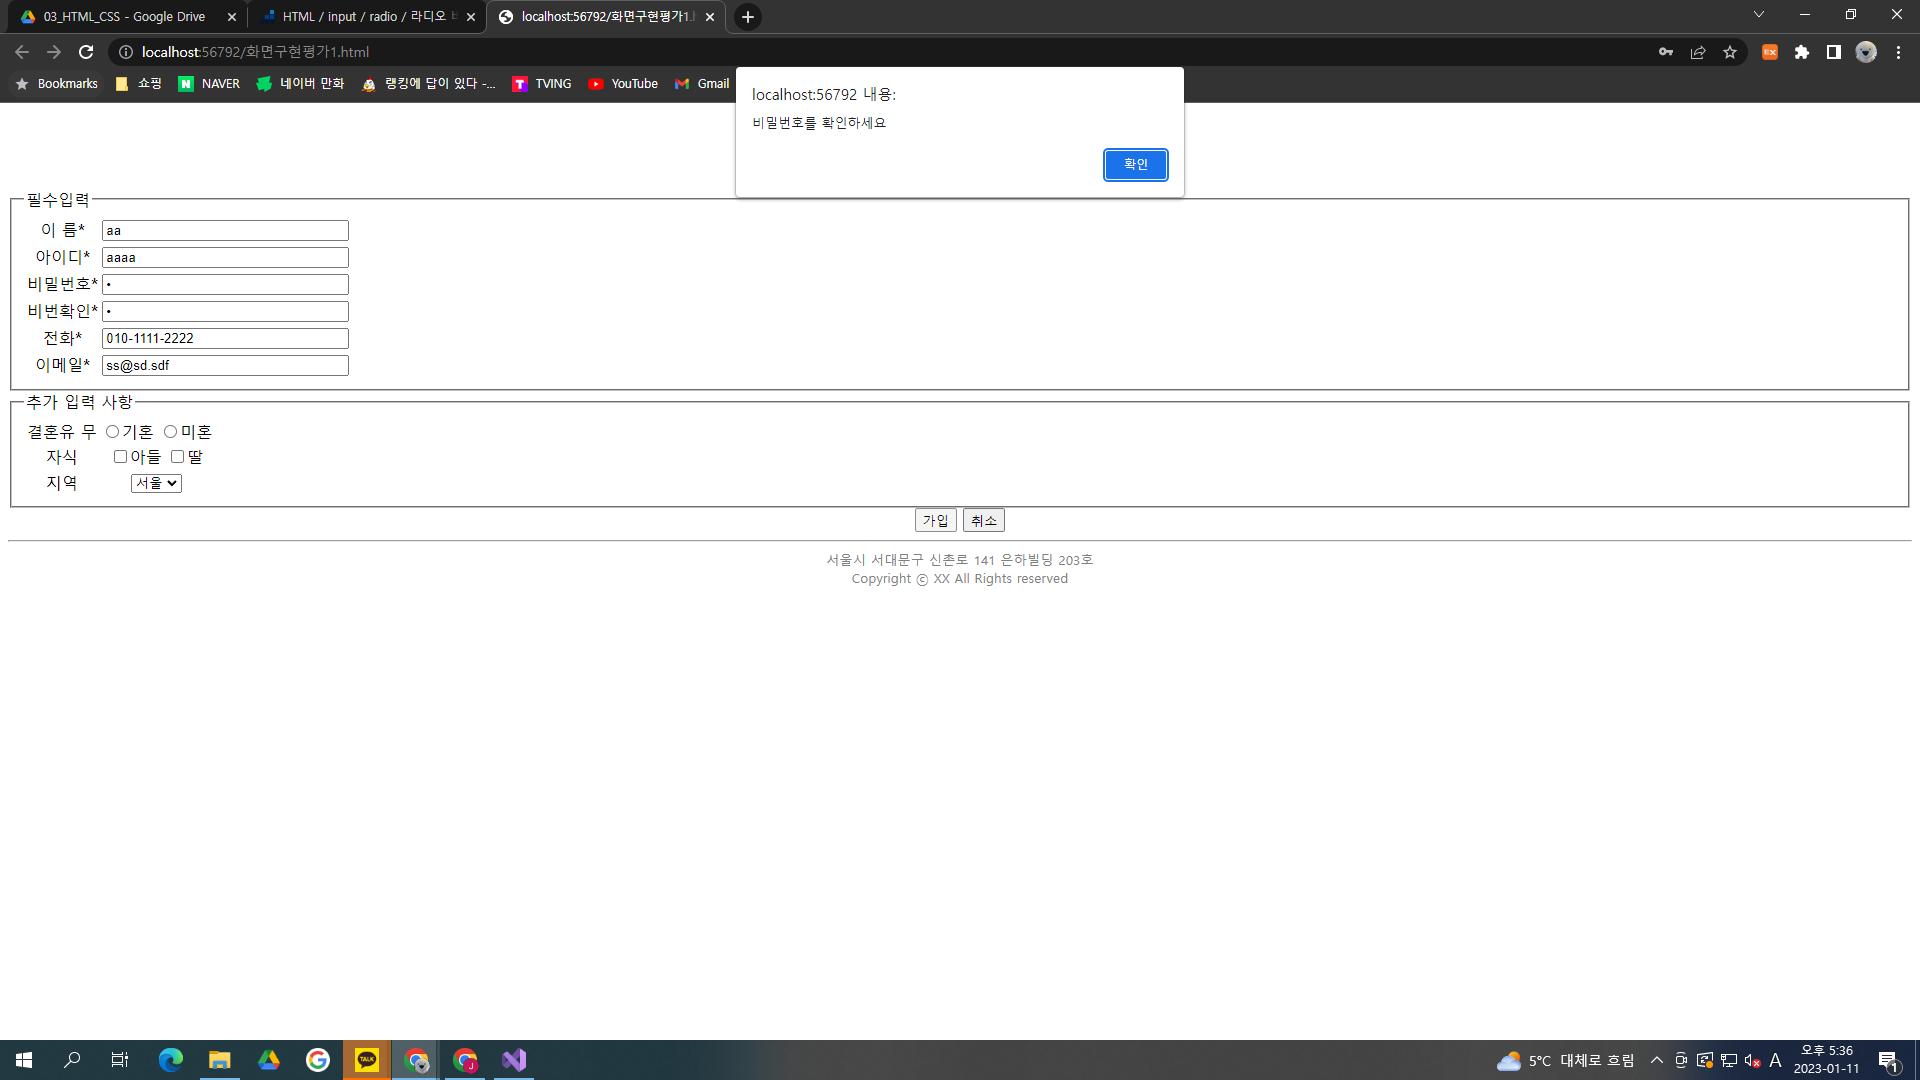 03_HTML_CSS - Google Drive
HTML / input / radio / 라디오
localhost:56792/화면구현평가1.
localhost:56792/화면구현평가1.html
Bookmarks
쇼핑
NAVER
네이버 만화
랭킹에 답이 있다 -...
TVING
YouTube
Gmail
localhost:56792 내용:
비밀번호를 확인하세요
확인
필수입력
이 름* aa
아이디* aaaa
비밀번호* •
비번확인* •
전화* 010-1111-2222
이메일* ss@sd.sdf
추가 입력 사항
결혼유 무 기혼 미혼
자식 아들 딸
지역 서울
가입 취소
서울시 서대문구 신촌로 141 은하빌딩 203호
Copyright ⓒ XX All Rights reserved
TALK
J
5°C 대체로 흐림
A
오후 5:36
2023-01-11
1